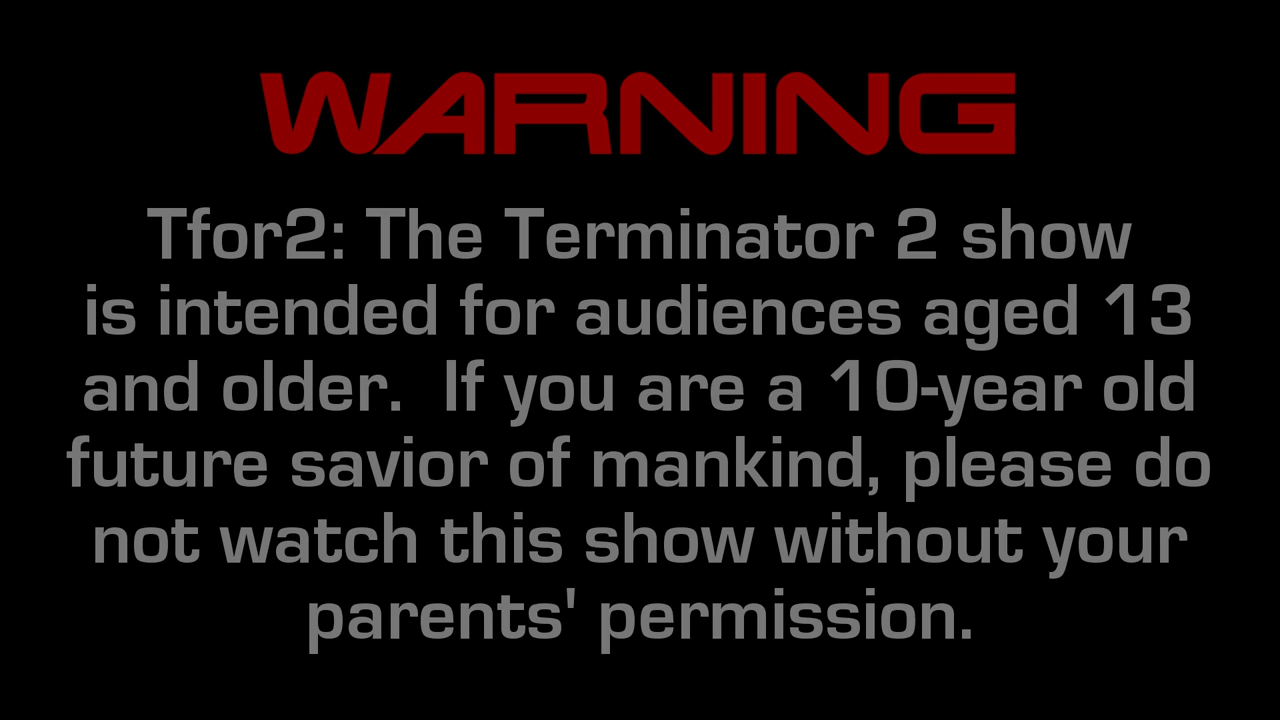 WARNING
Tfor2: The Terminator 2 show
is intended for audiences aged 13
and older.  If you are a 10-year old
future savior of mankind, please do
not watch this show without your
parents' permission.